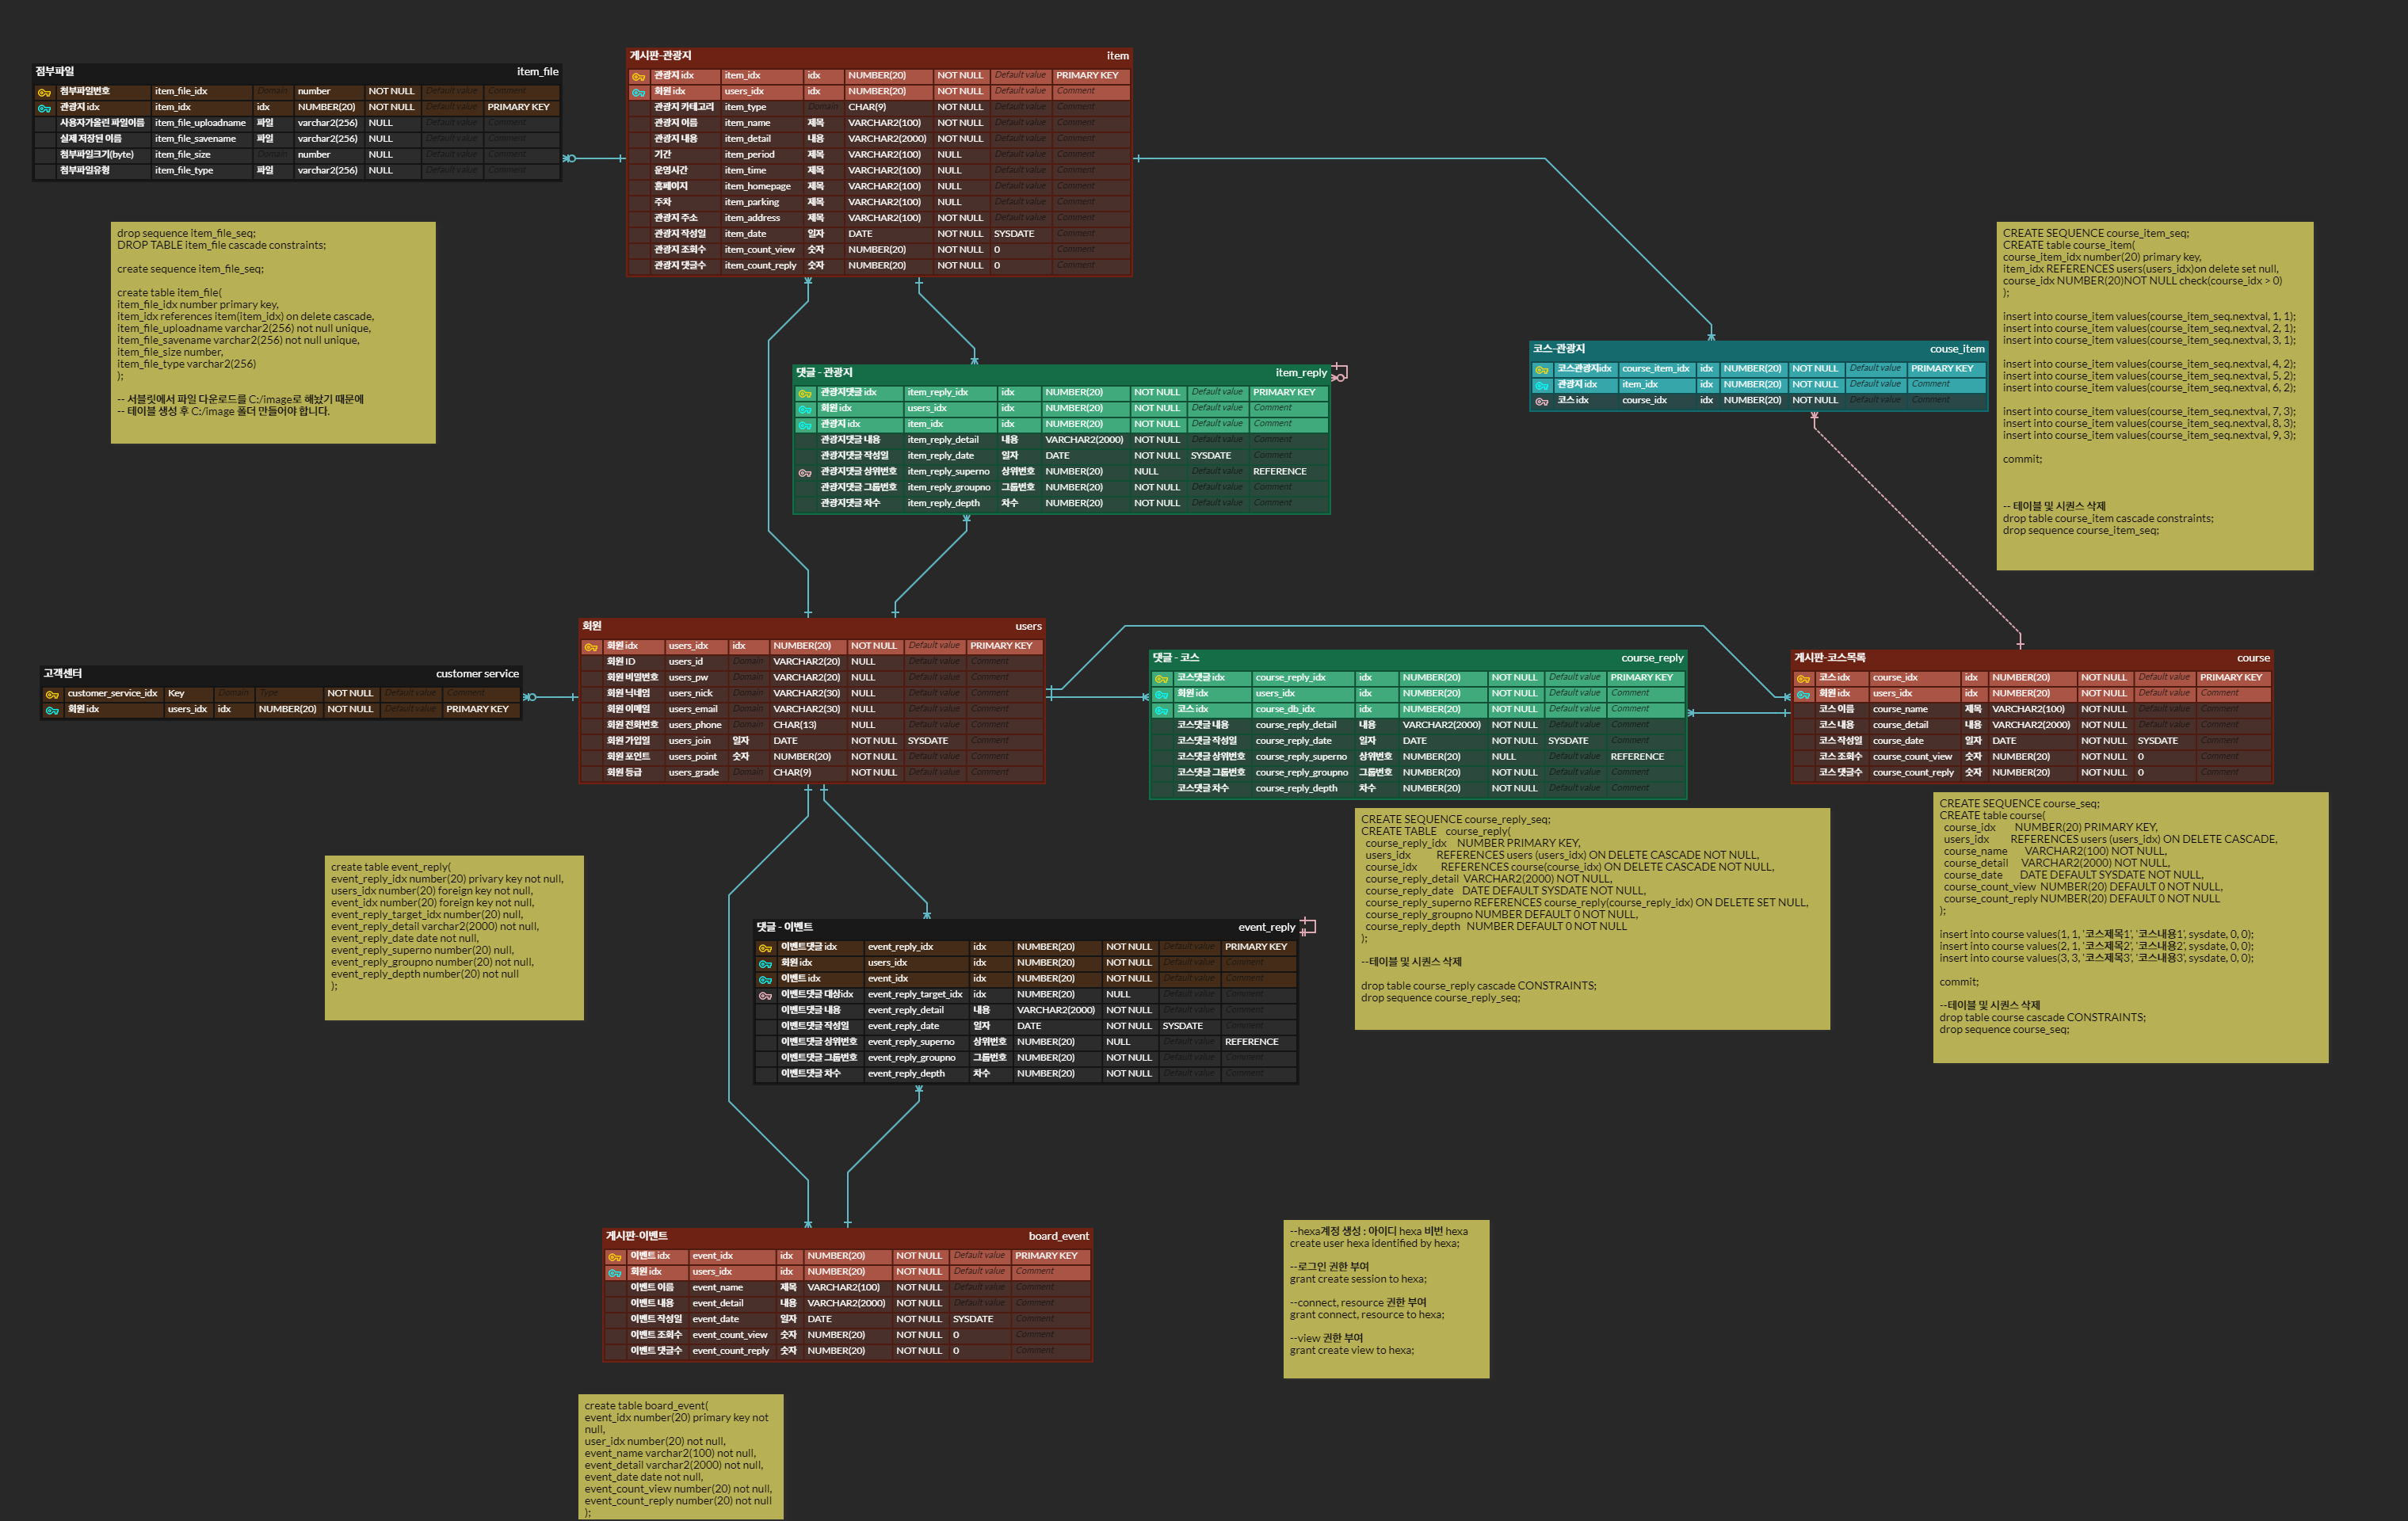 첨부파일 item_file
첨부파일번호 item_file_idx Domain number NOT NULL Default value Comment
관광지 idx item_idx idx NUMBER(20) NOT NULL Default value PRIMARY KEY
사용자가올린 파일이름 item_file_uploadname 파일 varchar2(256) NULL Default value Comment
실제 저장된 이름 item_file_savename 파일 varchar2(256) NULL Default value Comment
첨부파일크기(byte) item_file_size Domain number NULL Default value Comment
첨부파일유형 item_file_type 파일 varchar2(256) NULL Default value Comment
게시판-관광지 item
관광지 idx item_idx idx NUMBER(20) NOT NULL Default value PRIMARY KEY
회원 idx users_idx idx NUMBER(20) NOT NULL Default value Comment
관광지 카테고리 item_type Domain CHAR(9) NOT NULL Default value Comment
관광지 이름 item_name 제목 VARCHAR2(100) NOT NULL Default value Comment
관광지 내용 item_detail 내용 VARCHAR2(2000) NOT NULL Default value Comment
기간 item_period 제목 VARCHAR2(100) NULL Default value Comment
운영시간 item_time 제목 VARCHAR2(100) NULL Default value Comment
홈페이지 item_homepage 제목 VARCHAR2(100) NULL Default value Comment
주차 item_parking 제목 VARCHAR2(100) NULL Default value Comment
관광지 주소 item_address 제목 VARCHAR2(100) NOT NULL Default value Comment
관광지 작성일 item_date 일자 DATE NOT NULL SYSDATE Comment
관광지 조회수 item_count_view 숫자 NUMBER(20) NOT NULL 0 Comment
관광지 댓글수 item_count_reply 숫자 NUMBER(20) NOT NULL 0 Comment
drop sequence item_file_seq;
DROP TABLE item_file cascade constraints;
create sequence item_file_seq;
create table item_file(
item_file_idx number primary key,
item_idx references item(item_idx) on delete cascade,
item_file_uploadname varchar2(256) not null unique,
item_file_savename varchar2(256) not null unique,
item_file_size number,
item_file_type varchar2(256)
);
-- 서블릿에서 파일 다운로드를 C:/image로 해놨기 때문에
-- 테이블 생성 후 C:/image 폴더 만들어야 합니다.
CREATE SEQUENCE course_item_seq;
CREATE table course_item(
course_item_idx number(20) primary key,
item_idx REFERENCES users(users_idx)on delete set null,
course_idx NUMBER(20)NOT NULL check(course_idx > 0)
);
insert into course_item values(course_item_seq.nextval, 1, 1);
insert into course_item values(course_item_seq.nextval, 2, 1);
insert into course_item values(course_item_seq.nextval, 3, 1);
insert into course_item values(course_item_seq.nextval, 4, 2);
insert into course_item values(course_item_seq.nextval, 5, 2);
insert into course_item values(course_item_seq.nextval, 6, 2);
insert into course_item values(course_item_seq.nextval, 7, 3);
insert into course_item values(course_item_seq.nextval, 8, 3);
insert into course_item values(course_item_seq.nextval, 9, 3);
commit;
-- 테이블 및 시퀀스 삭제
drop table course_item cascade constraints;
drop sequence course_item_seq;
코스-관광지 couse_item
코스관광지idx course_item_idx idx NUMBER(20) NOT NULL Default value PRIMARY KEY
관광지 idx item_idx idx NUMBER(20) NOT NULL Default value Comment
코스 idx course_idx idx NUMBER(20) NOT NULL Default value Comment
댓글 - 관광지 item_reply
관광지댓글 idx item_reply_idx idx NUMBER(20) NOT NULL Default value PRIMARY KEY
회원 idx users_idx idx NUMBER(20) NOT NULL Default value Comment
관광지 idx item_idx idx NUMBER(20) NOT NULL Default value Comment
관광지댓글 내용 item_reply_detail 내용 VARCHAR2(2000) NOT NULL Default value Comment
관광지댓글 작성일 item_reply_date 일자 DATE NOT NULL SYSDATE Comment
관광지댓글 상위번호 item_reply_superno 상위번호 NUMBER(20) NULL Default value REFERENCE
관광지댓글 그룹번호 item_reply_groupno 그룹번호 NUMBER(20) NOT NULL Default value Comment
관광지댓글 차수 item_reply_depth 차수 NUMBER(20) NOT NULL Default value Comment
회원 users
회원 idx users_idx idx NUMBER(20) NOT NULL Default value PRIMARY KEY
회원 ID users_id Domain VARCHAR2(20) NULL Default value Comment
회원 비밀번호 users_pw Domain VARCHAR2(20) NULL Default value Comment
회원 닉네임 users_nick Domain VARCHAR2(30) NULL Default value Comment
회원 이메일 users_email Domain VARCHAR2(30) NULL Default value Comment
회원 전화번호 users_phone Domain CHAR(13) NULL Default value Comment
회원 가입일 users_join 일자 DATE NOT NULL SYSDATE Comment
회원 포인트 users_point 숫자 NUMBER(20) NOT NULL Default value Comment
회원 등급 users_grade Domain CHAR(9) NOT NULL Default value Comment
고객센터 customer service
customer_service_idx Key Domain Type NOT NULL Default value Comment
회원 idx users_idx idx NUMBER(20) NOT NULL Default value PRIMARY KEY
댓글 - 코스 course_reply
코스댓글 idx course_reply_idx idx NUMBER(20) NOT NULL Default value PRIMARY KEY
회원 idx users_idx idx NUMBER(20) NOT NULL Default value Comment
코스 idx course_db_idx idx NUMBER(20) NOT NULL Default value Comment
코스댓글 내용 course_reply_detail 내용 VARCHAR2(2000) NOT NULL Default value Comment
코스댓글 작성일 course_reply_date 일자 DATE NOT NULL SYSDATE Comment
코스댓글 상위번호 course_reply_superno 상위번호 NUMBER(20) NULL Default value REFERENCE
코스댓글 그룹번호 course_reply_groupno 그룹번호 NUMBER(20) NOT NULL Default value Comment
코스댓글 차수 course_reply_depth 차수 NUMBER(20) NOT NULL Default value Comment
게시판-코스목록 course
코스 idx course_idx idx NUMBER(20) NOT NULL Default value PRIMARY KEY
회원 idx users_idx idx NUMBER(20) NOT NULL Default value Comment
코스 이름 course_name 제목 VARCHAR2(100) NOT NULL Default value Comment
코스 내용 course_detail 내용 VARCHAR2(2000) NOT NULL Default value Comment
코스 작성일 course_date 일자 DATE NOT NULL SYSDATE Comment
코스 조회수 course_count_view 숫자 NUMBER(20) NOT NULL 0 Comment
코스 댓글수 course_count_reply 숫자 NUMBER(20) NOT NULL 0 Comment
CREATE SEQUENCE course_seq;
CREATE table course(
course_idx NUMBER(20) PRIMARY KEY,
users_idx REFERENCES users (users_idx) ON DELETE CASCADE,
course_name VARCHAR2(100) NOT NULL,
course_detail VARCHAR2(2000) NOT NULL,
course_date DATE DEFAULT SYSDATE NOT NULL,
course_count_view NUMBER(20) DEFAULT 0 NOT NULL,
course_count_reply NUMBER(20) DEFAULT 0 NOT NULL
);
insert into course values(1, 1, '코스제목1', '코스내용1', sysdate, 0, 0);
insert into course values(2, 1, '코스제목2', '코스내용2', sysdate, 0, 0);
insert into course values(3, 3, '코스제목3', '코스내용3', sysdate, 0, 0);
commit;
--테이블 및 시퀀스 삭제
drop table course cascade CONSTRAINTS;
drop sequence course_seq;
CREATE SEQUENCE course_reply_seq;
CREATE TABLE course_reply(
course_reply_idx NUMBER PRIMARY KEY,
users_idx REFERENCES users (users_idx) ON DELETE CASCADE NOT NULL,
course_idx REFERENCES course(course_idx) ON DELETE CASCADE NOT NULL,
course_reply_detail VARCHAR2(2000) NOT NULL,
course_reply_date DATE DEFAULT SYSDATE NOT NULL,
course_reply_superno REFERENCES course_reply(course_reply_idx) ON DELETE SET NULL,
course_reply_groupno NUMBER DEFAULT 0 NOT NULL,
course_reply_depth NUMBER DEFAULT 0 NOT NULL
);
--테이블 및 시퀀스 삭제
drop table course_reply cascade CONSTRAINTS;
drop sequence course_reply_seq;
create table event_reply(
event_reply_idx number(20) privary key not null,
users_idx number(20) foreign key not null,
event_idx number(20) foreign key not null,
event_reply_target_idx number(20) null,
event_reply_detail varchar2(2000) not null,
event_reply_date date not null,
event_reply_superno number(20) null,
event_reply_groupno number(20) not null,
event_reply_depth number(20) not null
);
댓글 - 이벤트 event_reply
이벤트댓글 idx event_reply_idx idx NUMBER(20) NOT NULL Default value PRIMARY KEY
회원 idx users_idx idx NUMBER(20) NOT NULL Default value Comment
이벤트 idx event_idx idx NUMBER(20) NOT NULL Default value Comment
이벤트댓글 대상idx event_reply_target_idx idx NUMBER(20) NULL Default value Comment
이벤트댓글 내용 event_reply_detail 내용 VARCHAR2(2000) NOT NULL Default value Comment
이벤트댓글 작성일 event_reply_date 일자 DATE NOT NULL SYSDATE Comment
이벤트댓글 상위번호 event_reply_superno 상위번호 NUMBER(20) NULL Default value REFERENCE
이벤트댓글 그룹번호 event_reply_groupno 그룹번호 NUMBER(20) NOT NULL Default value Comment
이벤트댓글 차수 event_reply_depth 차수 NUMBER(20) NOT NULL Default value Comment
게시판-이벤트 board_event
이벤트 idx event_idx idx NUMBER(20) NOT NULL Default value PRIMARY KEY
회원 idx users_idx idx NUMBER(20) NOT NULL Default value Comment
이벤트 이름 event_name 제목 VARCHAR2(100) NOT NULL Default value Comment
이벤트 내용 event_detail 내용 VARCHAR2(2000) NOT NULL Default value Comment
이벤트 작성일 event_date 일자 DATE NOT NULL SYSDATE Comment
이벤트 조회수 event_count_view 숫자 NUMBER(20) NOT NULL 0 Comment
이벤트 댓글수 event_count_reply 숫자 NUMBER(20) NOT NULL 0 Comment
--hexa계정 생성 : 아이디 hexa 비번 hexa
create user hexa identified by hexa;
--로그인 권한 부여
grant create session to hexa;
--connect, resource 권한 부여
grant connect, resource to hexa;
--view 권한 부여
grant create view to hexa;
create table board_event(
event_idx number(20) primary key not
null,
user_idx number(20) not null,
event_name varchar2(100) not null,
event_detail varchar2(2000) not null,
event_date date not null,
event_count_view number(20) not null,
event_count_reply number(20) not null
);